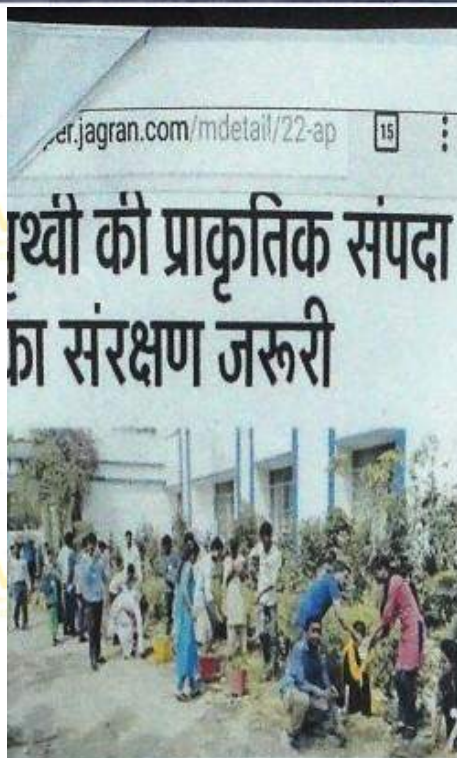 per.jagran.com/mdetail/22-ap 15
पृथ्वी की प्राकृतिक संपदा
का संरक्षण जरूरी